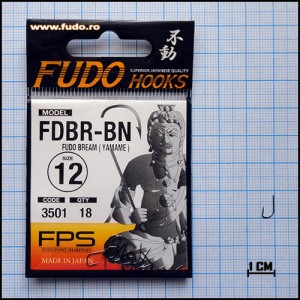 www.fudo.ro
不動
FUDO
SUPERIOR JAPANESE QUALITY
HOOKS
MODEL
FDBR-BN
FUDO BREAM ( YAMAME )
SIZE
12
CODE QTY
3501 18
FPS
MADE IN JAPAN
1 CM